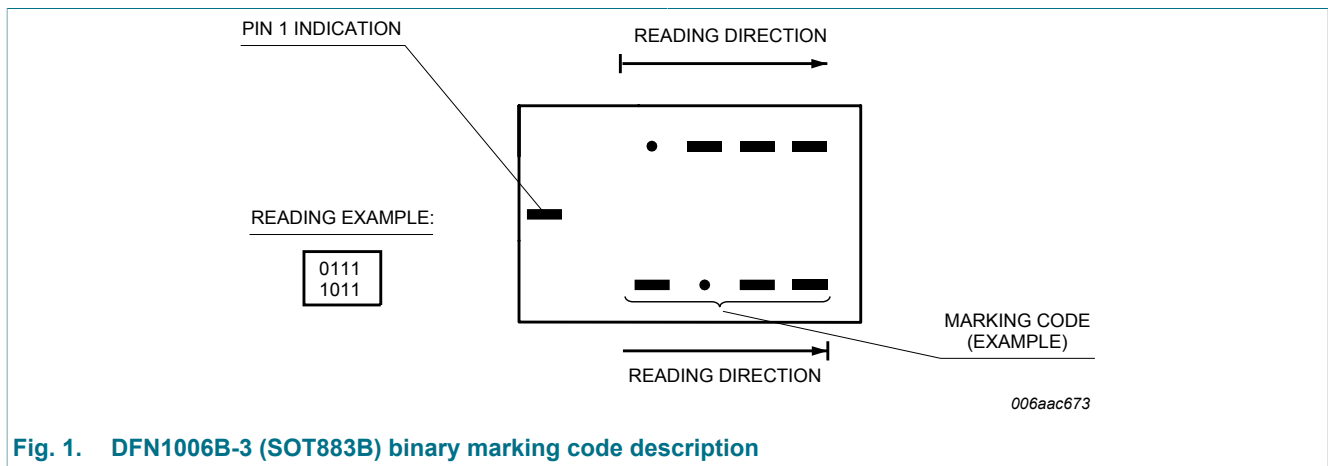 PIN 1 INDICATION
READING DIRECTION
READING EXAMPLE:
0111
1011
MARKING CODE
(EXAMPLE)
READING DIRECTION
006aac673
Fig. 1. DFN1006B-3 (SOT883B) binary marking code description